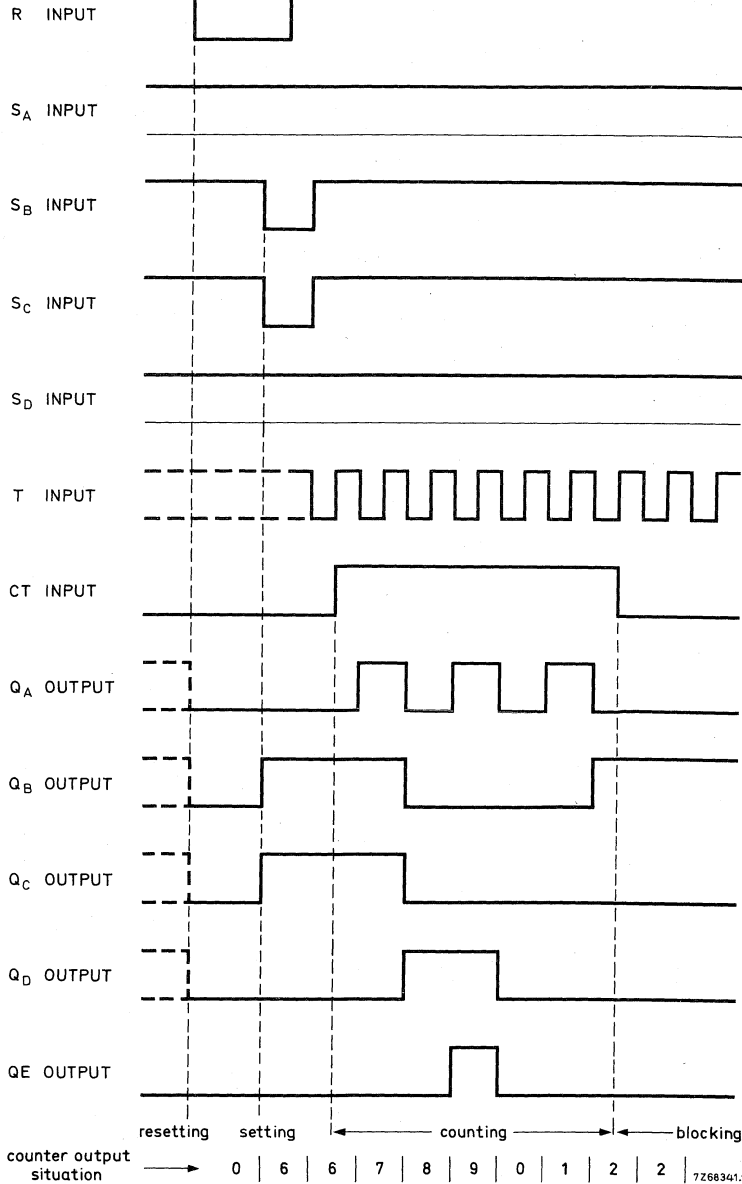 R INPUT
S_A INPUT
S_B INPUT
S_C INPUT
S_D INPUT
T INPUT
CT INPUT
Q_A OUTPUT
Q_B OUTPUT
Q_C OUTPUT
Q_D OUTPUT
QE OUTPUT
resetting setting counting blocking
counter output
situation 0 | 6 | 6 | 7 | 8 | 9 | 0 | 1 | 2 | 2 |
7Z68341.